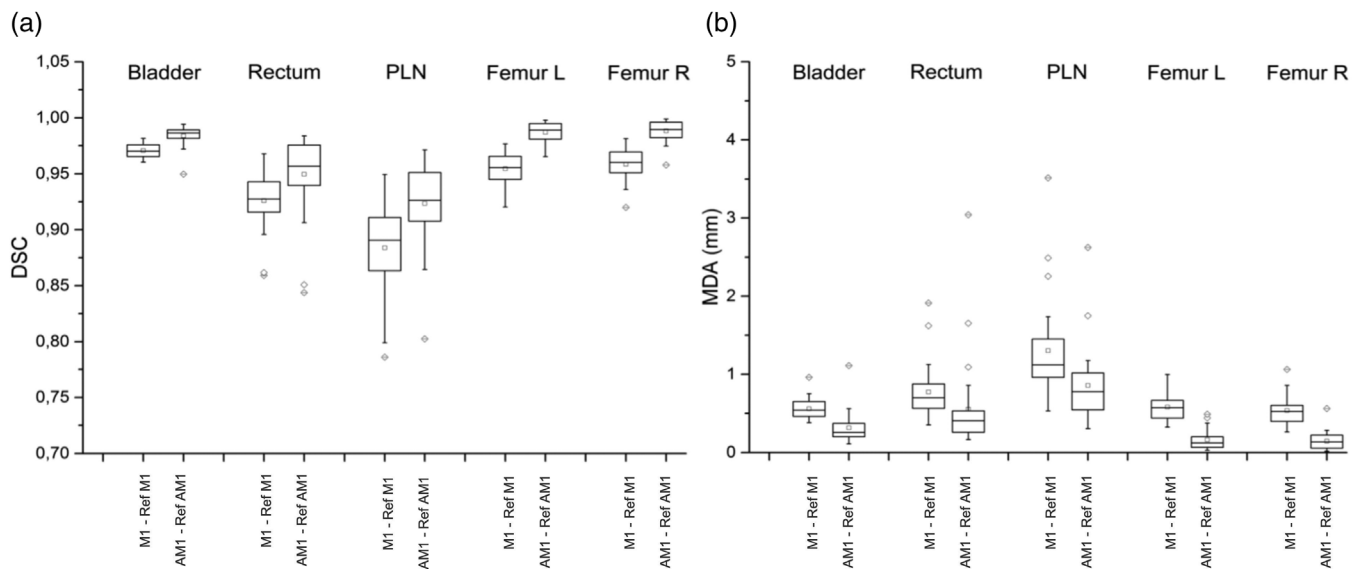 (a)
DSC
1,05
1,00
0,95
0,90
0,85
0,80
0,75
0,70
Bladder
Rectum
PLN
Femur L
Femur R
M1 - Ref M1
AM1 - Ref AM1
M1 - Ref M1
AM1 - Ref AM1
M1 - Ref M1
AM1 - Ref AM1
M1 - Ref M1
AM1 - Ref AM1
M1 - Ref M1
AM1 - Ref AM1
(b)
MDA (mm)
5
4
3
2
1
0
Bladder
Rectum
PLN
Femur L
Femur R
M1 - Ref M1
AM1 - Ref AM1
M1 - Ref M1
AM1 - Ref AM1
M1 - Ref M1
AM1 - Ref AM1
M1 - Ref M1
AM1 - Ref AM1
M1 - Ref M1
AM1 - Ref AM1